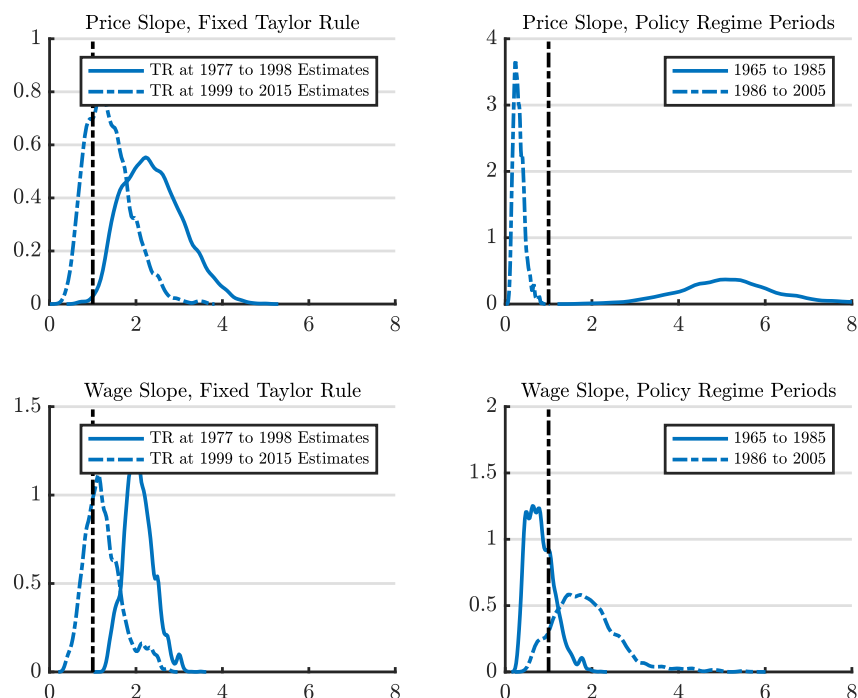 Price Slope, Fixed Taylor Rule
1
0.8
0.6
0.4
0.2
0
0 2 4 6 8
TR at 1977 to 1998 Estimates
TR at 1999 to 2015 Estimates
Price Slope, Policy Regime Periods
4
3
2
1
0
0 2 4 6 8
1965 to 1985
1986 to 2005
Wage Slope, Fixed Taylor Rule
1.5
1
0.5
0
0 2 4 6 8
TR at 1977 to 1998 Estimates
TR at 1999 to 2015 Estimates
Wage Slope, Policy Regime Periods
2
1.5
1
0.5
0
0 2 4 6 8
1965 to 1985
1986 to 2005